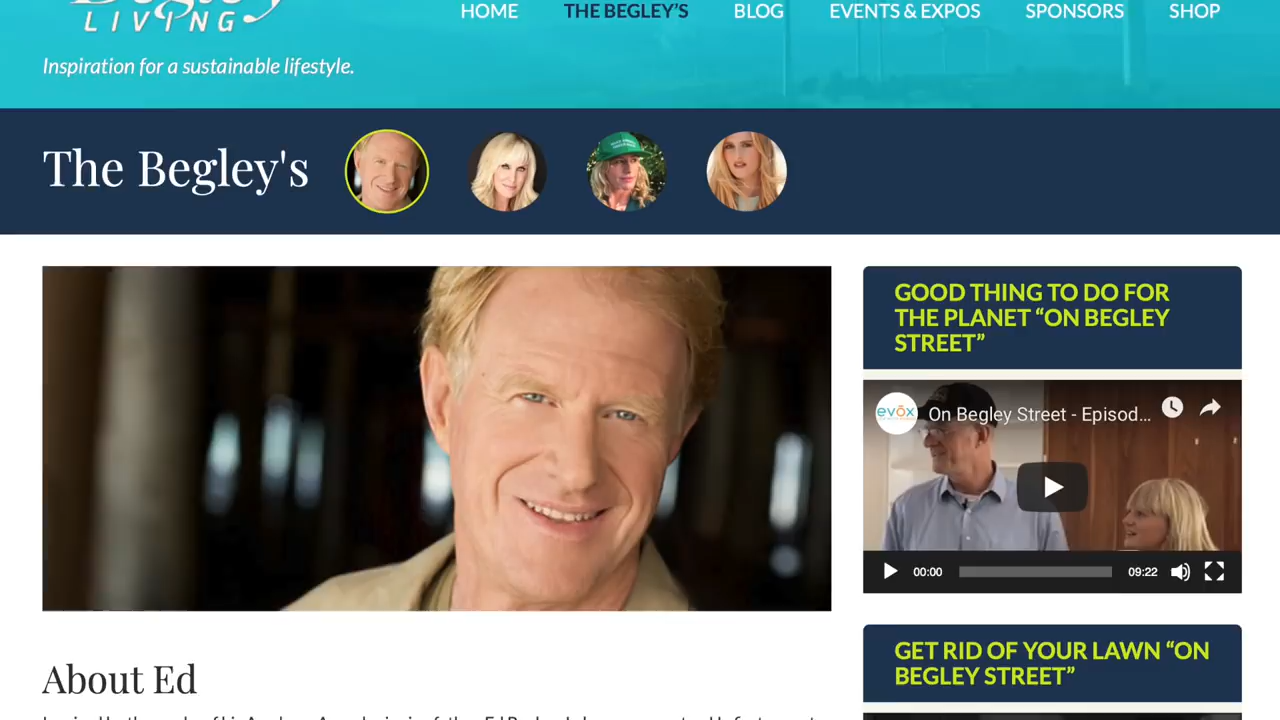 Begley
LIVING
HOME THE BEGLEY'S BLOG EVENTS & EXPOS SPONSORS SHOP
Inspiration for a sustainable lifestyle.
The Begley's
GOOD THING TO DO FOR
THE PLANET “ON BEGLEY
STREET”
evox
On Begley Street - Episod...
00:00 09:22
About Ed
GET RID OF YOUR LAWN “ON
BEGLEY STREET”